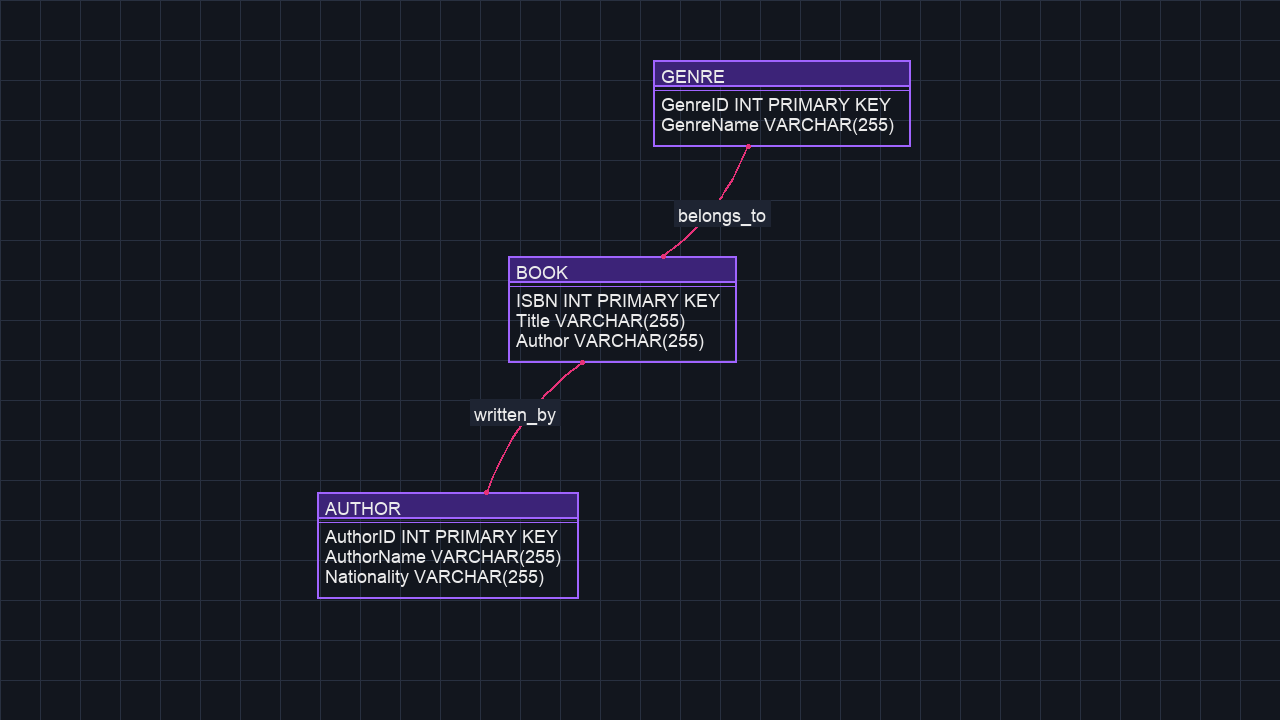 GENRE
GenreID INT PRIMARY KEY
GenreName VARCHAR(255)
belongs_to
BOOK
ISBN INT PRIMARY KEY
Title VARCHAR(255)
Author VARCHAR(255)
written_by
AUTHOR
AuthorID INT PRIMARY KEY
AuthorName VARCHAR(255)
Nationality VARCHAR(255)